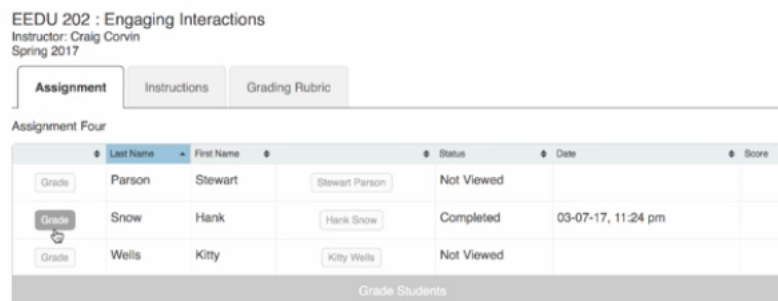 EEDU 202 : Engaging Interactions
Instructor: Craig Corvin
Spring 2017
Assignment Instructions Grading Rubric
Assignment Four
Last Name First Name Status Date Score
Grade Parson Stewart Stewart Parson Not Viewed
Grade Snow Hank Hank Snow Completed 03-07-17, 11:24 pm
Grade Wells Kitty Kitty Wells Not Viewed
Grade Students